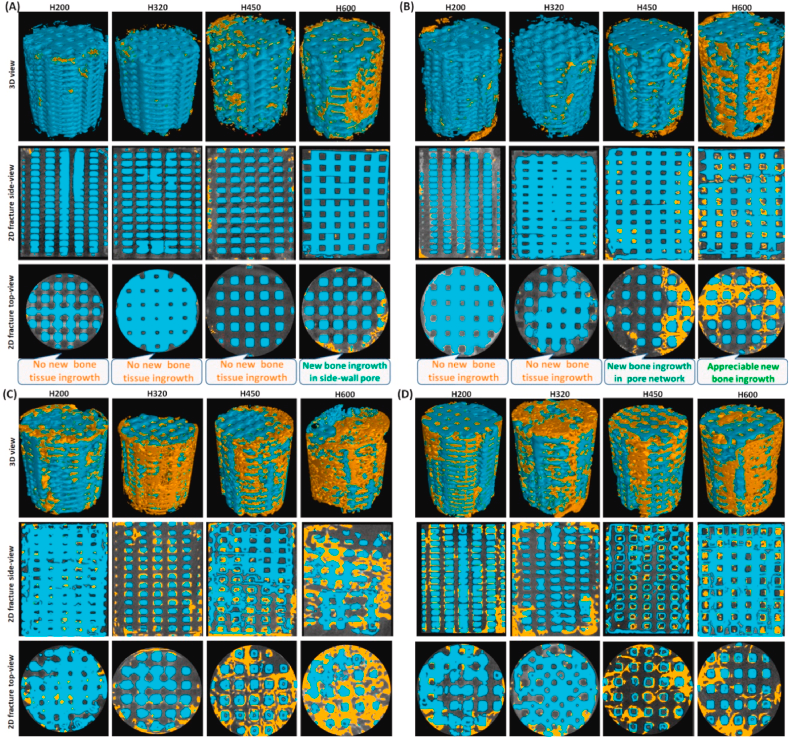 (A) H200 H320 H450 H600
3D view
2D fracture side-view
2D fracture top-view
No new bone
tissue ingrowth
No new bone
tissue ingrowth
No new bone
tissue ingrowth
New bone ingrowth
in side-wall pore
(B) H200 H320 H450 H600
No new bone
tissue ingrowth
No new bone
tissue ingrowth
New bone ingrowth
in pore network
Appreciable new
bone ingrowth
(C) H200 H320 H450 H600
3D view
2D fracture side-view
2D fracture top-view
(D) H200 H320 H450 H600